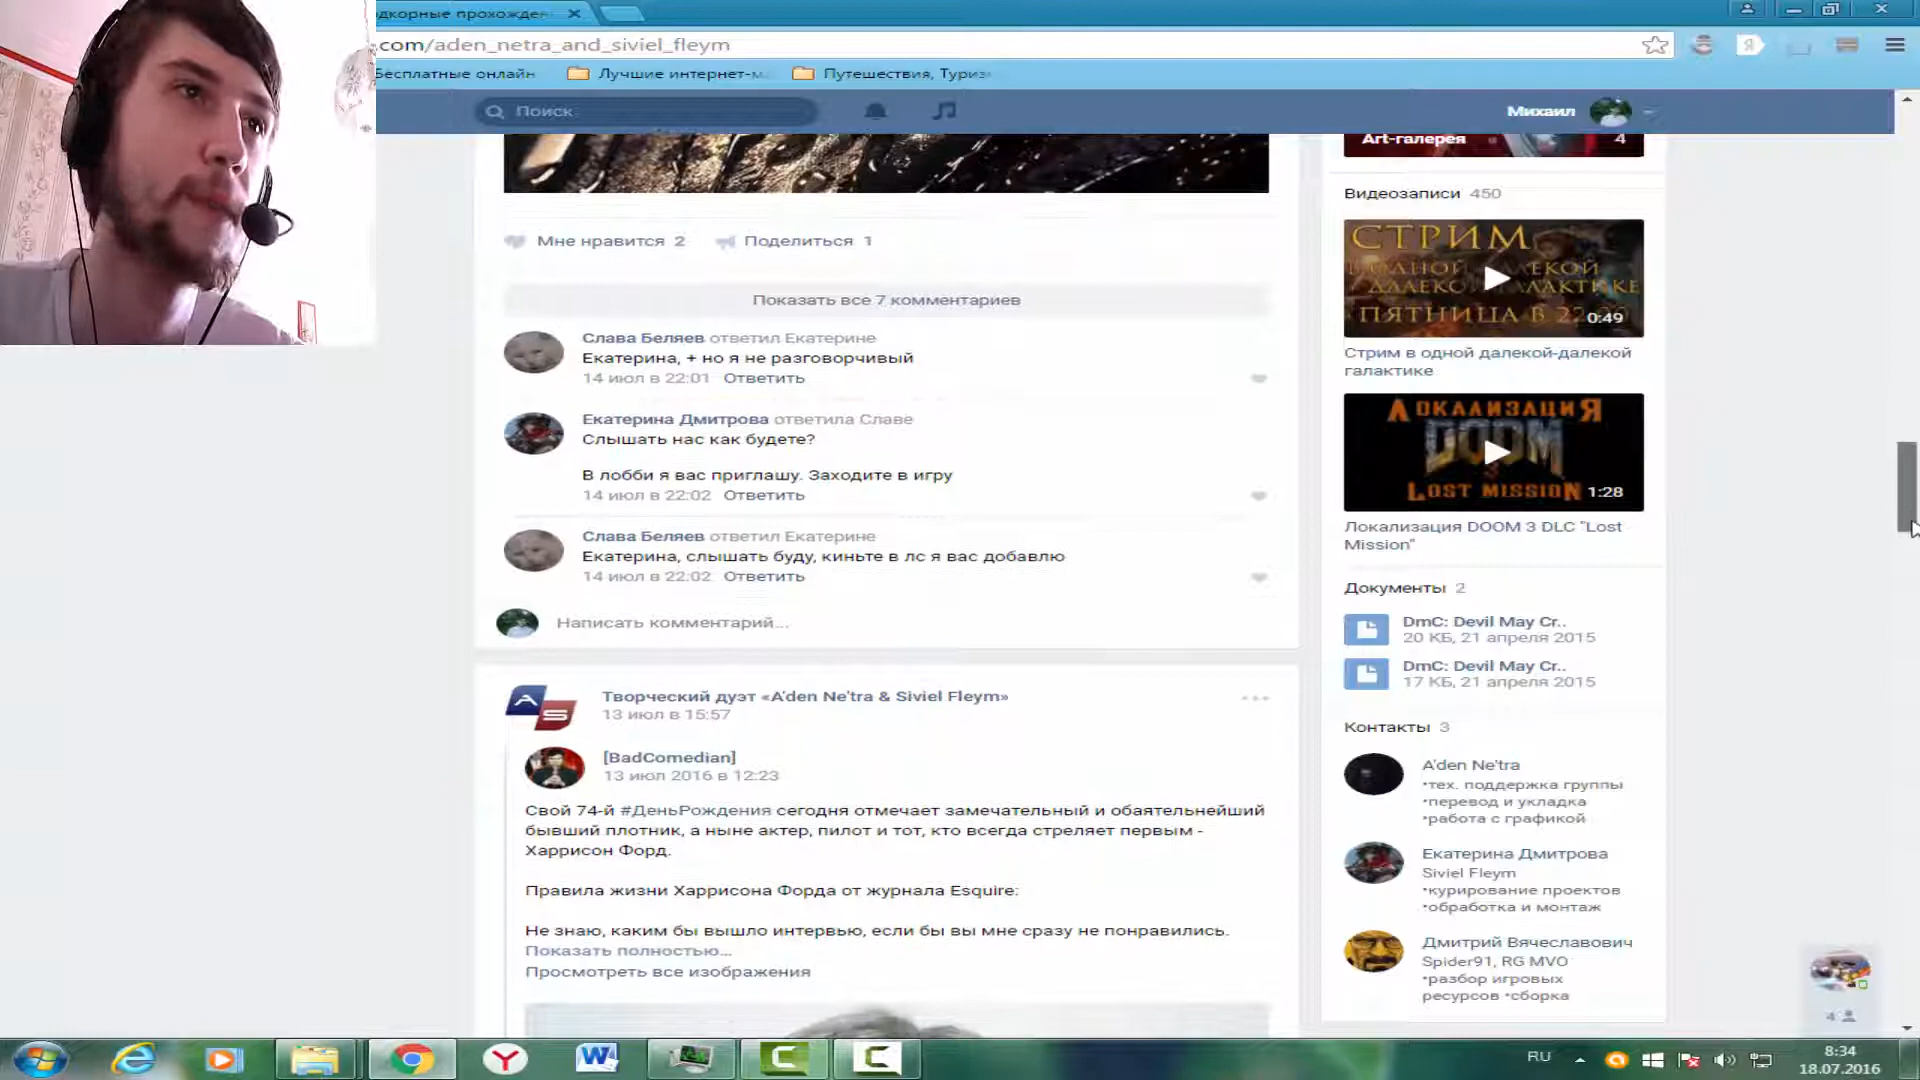 дкорные прохожден
.com/aden_netra_and_siviel_fleym
Бесплатные онлайн
Лучшие интернет-м
Путешествия, Туриз
Поиск
Михаил
Мне нравится 2
Поделиться 1
Показать все 7 комментариев
Слава Беляев ответил Екатерине
Екатерина, + но я не разговорчивый
14 июл в 22:01 Ответить
Екатерина Дмитрова ответила Славе
Слышать нас как будете?
В лобби я вас приглашу. Заходите в игру
14 июл в 22:02 Ответить
Слава Беляев ответил Екатерине
Екатерина, слышать буду, киньте в лс я вас добавлю
14 июл в 22:02 Ответить
Написать комментарий...
A S
Творческий дуэт «A'den Ne'tra & Siviel Fleym»
13 июл в 15:57
[BadComedian]
13 июл 2016 в 12:23
Свой 74-й #ДеньРождения сегодня отмечает замечательный и обаятельнейший
бывший плотник, а ныне актер, пилот и тот, кто всегда стреляет первым -
Харрисон Форд.
Правила жизни Харрисона Форда от журнала Esquire:
Не знаю, каким бы вышло интервью, если бы вы мне сразу не понравились.
Показать полностью...
Просмотреть все изображения
Art-галерея 4
Видеозаписи 450
СТРИМ
В ОДНОЙ ДАЛЕКОЙ
ДАЛЕКОЙ ГАЛАКТИКЕ
ПЯТНИЦА В
0:49
Стрим в одной далекой-далекой
галактике
ЛОКАЛИЗАЦИЯ
DOOM
3
LOST MISSION
1:28
Локализация DOOM 3 DLC "Lost
Mission"
Документы 2
DmC: Devil May Cr..
20 КБ, 21 апреля 2015
DmC: Devil May Cr..
17 КБ, 21 апреля 2015
Контакты 3
A'den Ne'tra
•тех. поддержка группы
•перевод и укладка
•работа с графикой
Екатерина Дмитрова
Siviel Fleym
•курирование проектов
•обработка и монтаж
Дмитрий Вячеславович
Spider91, RG MVO
•разбор игровых
ресурсов •сборка
4
RU
8:34
18.07.2016